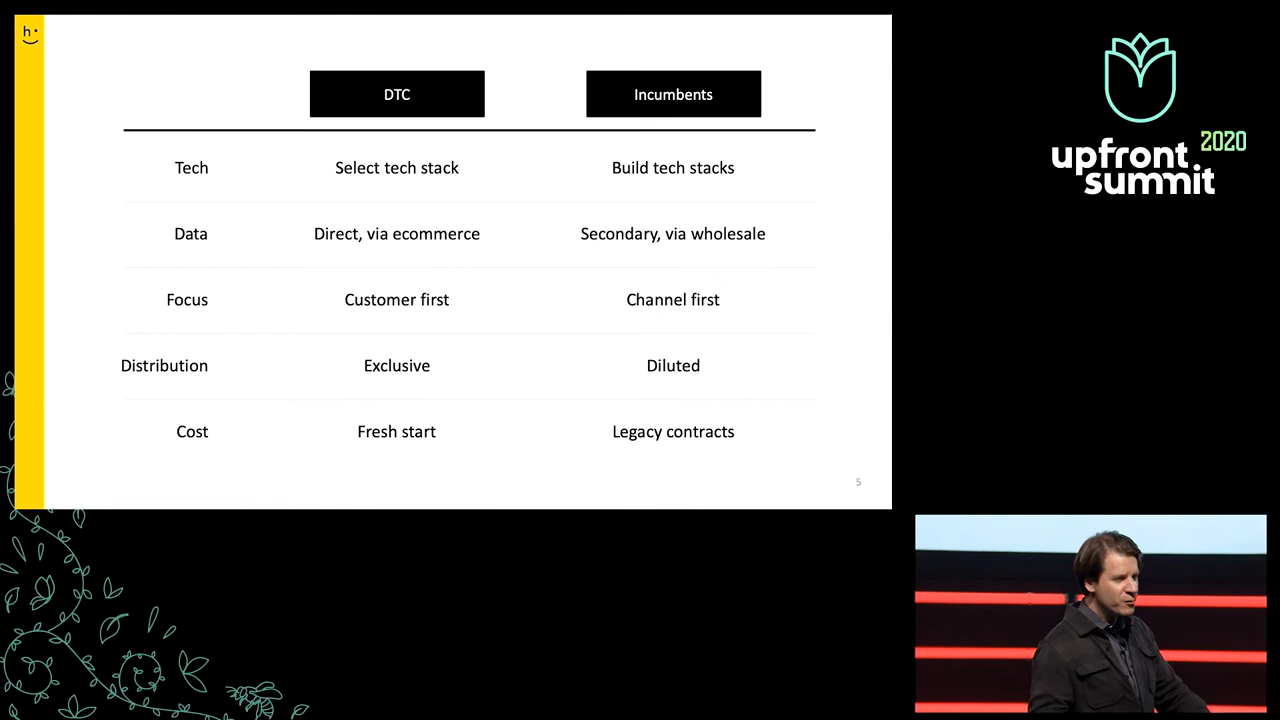 h
DTC
Incumbents
Tech
Select tech stack
Build tech stacks
Data
Direct, via ecommerce
Secondary, via wholesale
Focus
Customer first
Channel first
Distribution
Exclusive
Diluted
Cost
Fresh start
Legacy contracts
5
2020
upfront
summit